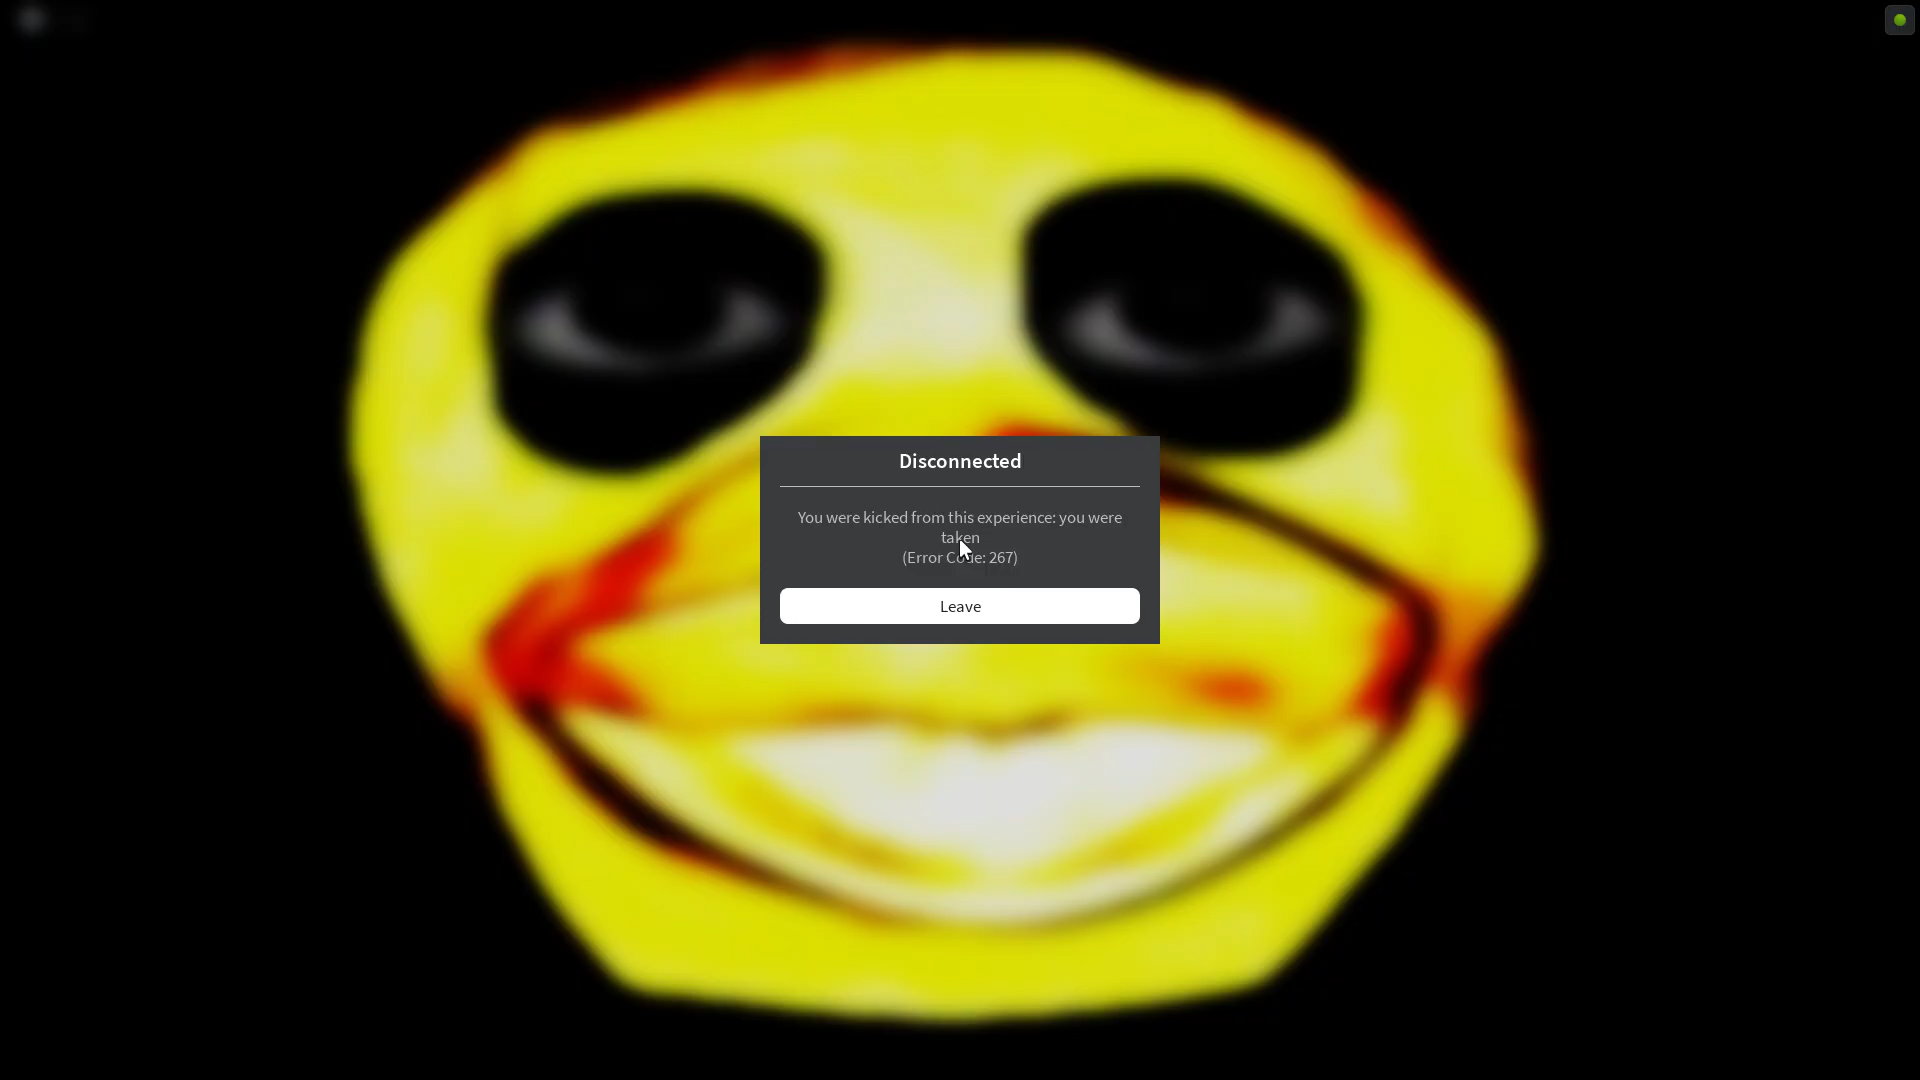 Disconnected
You were kicked from this experience: you were
taken
(Error Code: 267)
Leave